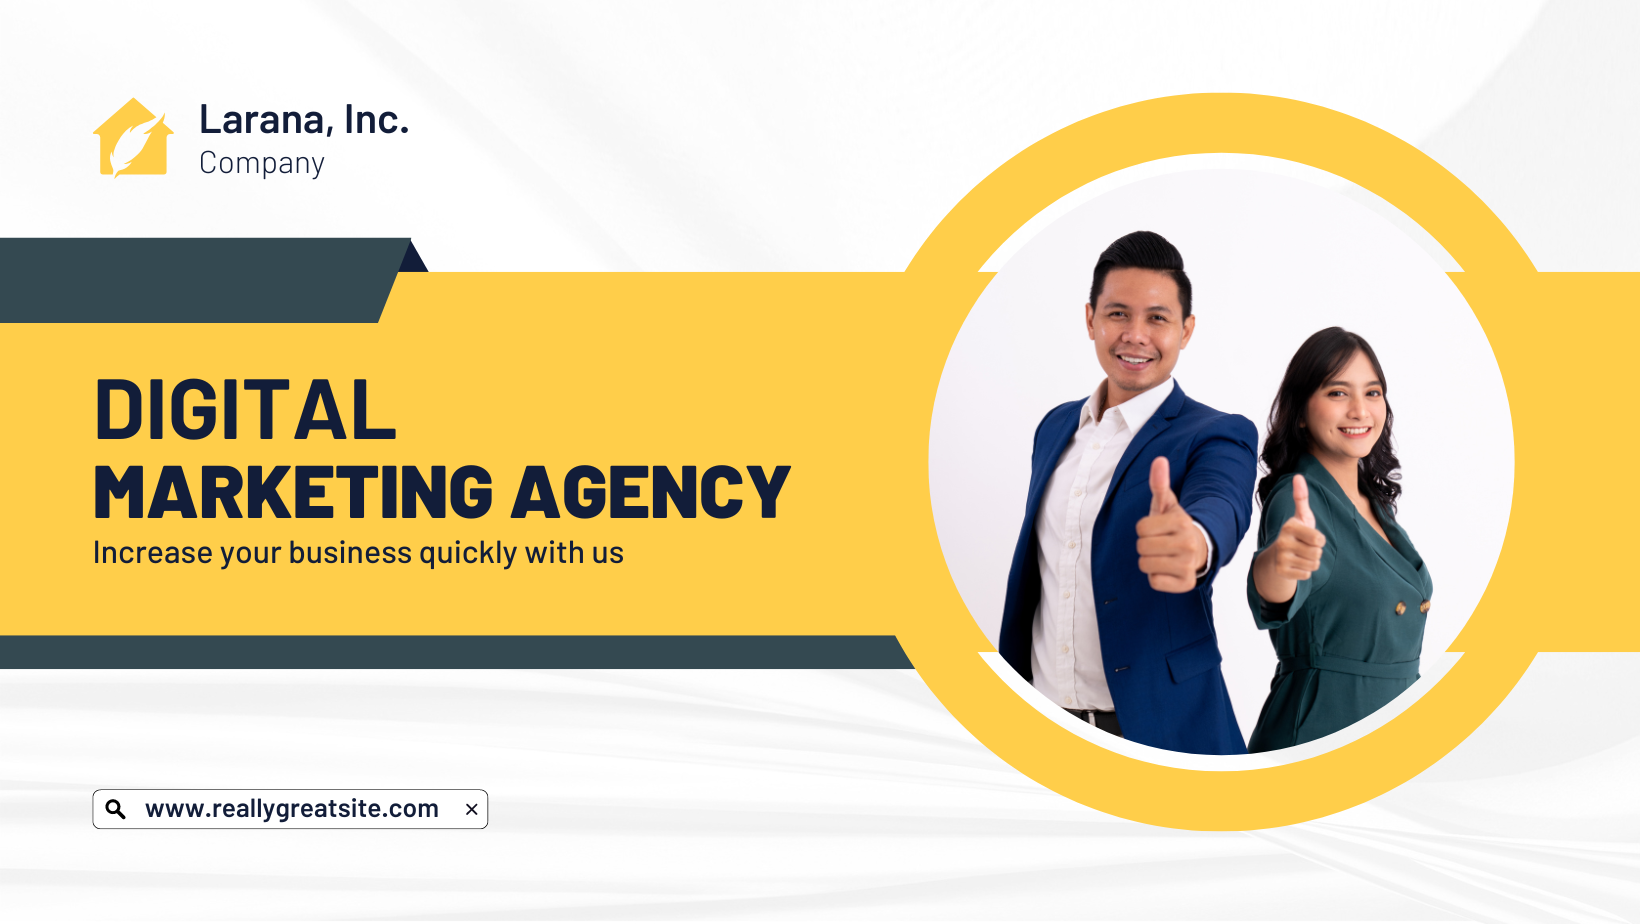 Larana, Inc.
Company
DIGITAL
MARKETING AGENCY
Increase your business quickly with us
www.reallygreatsite.com